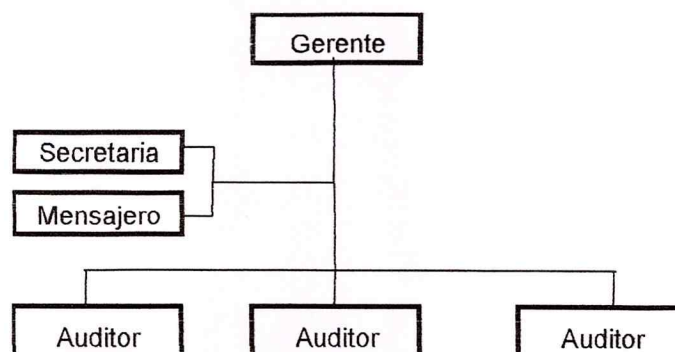 Gerente
Secretaria
Mensajero
Auditor
Auditor
Auditor